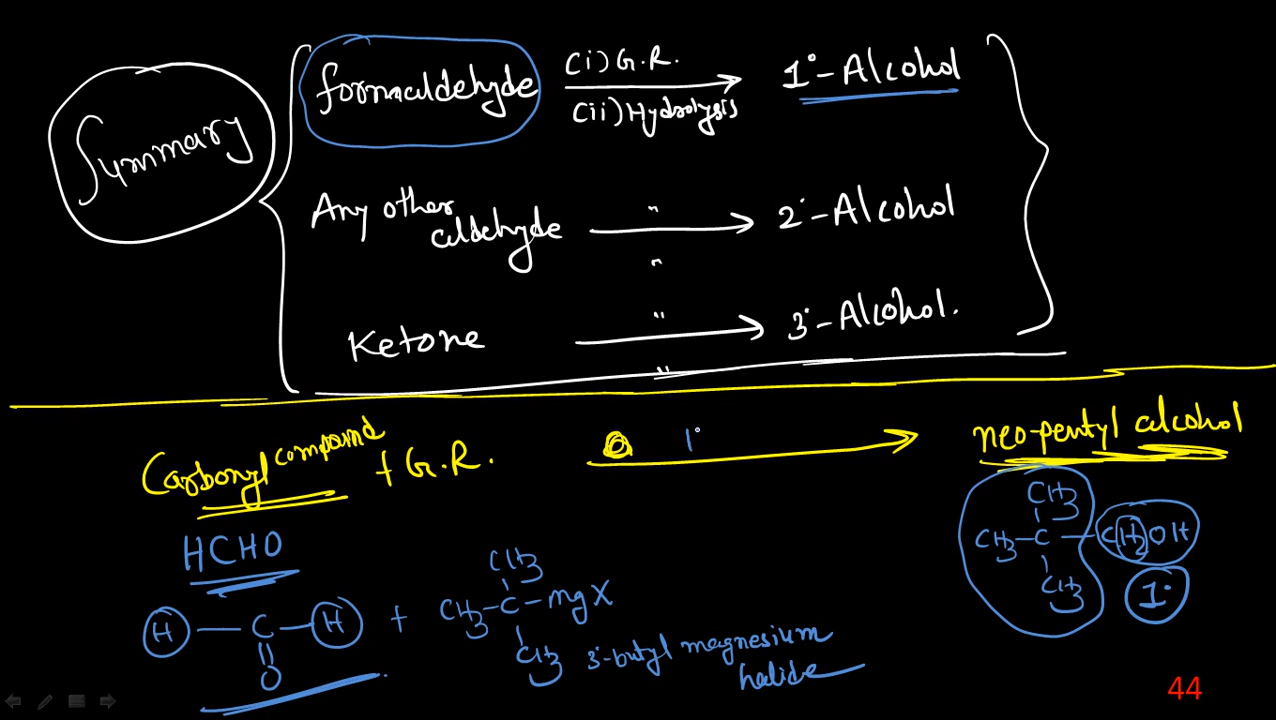 Summary
formaldehyde (i) G.R. (ii) Hydrolysis 1°-Alcohol
Any other aldehyde " " 2°-Alcohol
Ketone " " 3°-Alcohol.
Carbonyl compound + G.R. 1° neo-pentyl alcohol
HCHO
H—C—H
||
O
+
CH3
CH3—C—MgX
CH3
3°-butyl magnesium
halide
CH3
CH3—C—CH2OH
CH3
1°
44